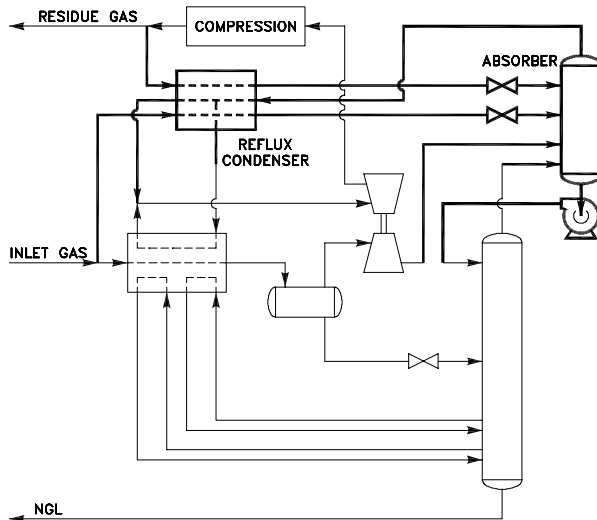 RESIDUE GAS
COMPRESSION
ABSORBER
REFLUX
CONDENSER
INLET GAS
NGL